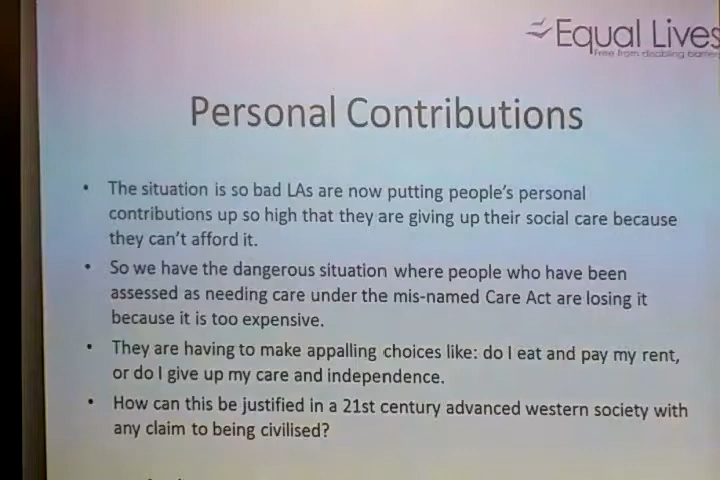 Equal Lives
Free from disabling barriers
Personal Contributions
• The situation is so bad LAs are now putting people's personal
contributions up so high that they are giving up their social care because
they can't afford it.
• So we have the dangerous situation where people who have been
assessed as needing care under the mis-named Care Act are losing it
because it is too expensive.
• They are having to make appalling choices like: do I eat and pay my rent,
or do I give up my care and independence.
• How can this be justified in a 21st century advanced western society with
any claim to being civilised?